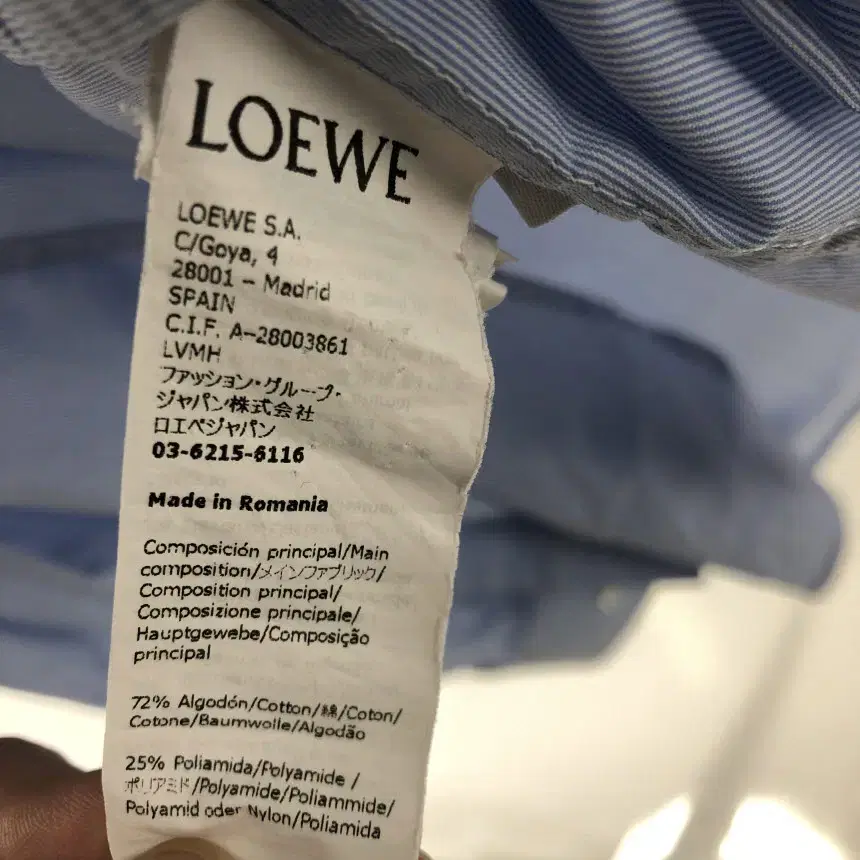 LOEWE
LOEWE S.A.
C/Goya, 4
28001 – Madrid
SPAIN
C.I.F. A-28003861
LVMH
ファッション・グループ・
ジャパン株式会社
ロエベジャパン
03-6215-6116
Made in Romania
Composición principal/Main
composition/メインファブリック/
Composition principal/
Composizione principale/
Hauptgewebe/Composição
principal
72% Algodón/Cotton/綿/Coton/
Cotone/Baumwolle/Algodão
25% Poliamida/Polyamide /
ポリアミド/Polyamide/Poliammide/
Polyamid oder Nylon/Poliamida